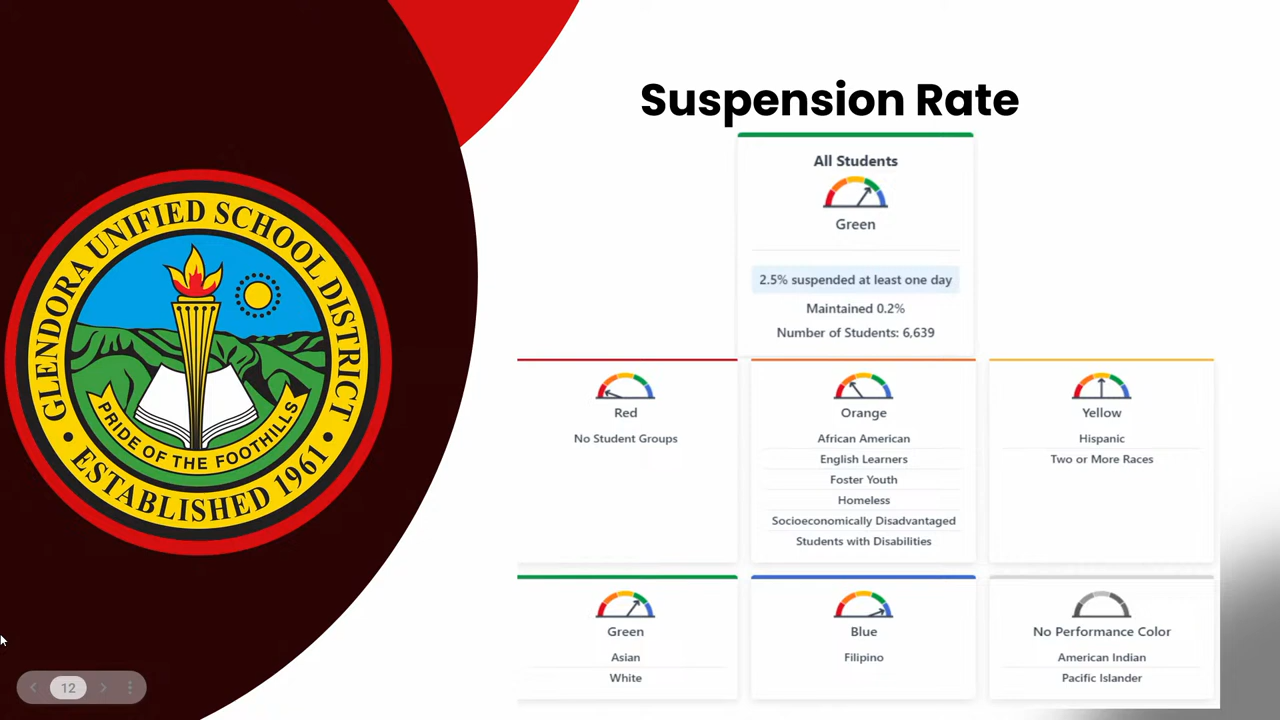 GLENDORA UNIFIED SCHOOL DISTRICT
PRIDE OF THE FOOTHILLS
• ESTABLISHED 1961 •
12
Suspension Rate
All Students
Green
2.5% suspended at least one day
Maintained 0.2%
Number of Students: 6,639
Red
No Student Groups
Orange
African American
English Learners
Foster Youth
Homeless
Socioeconomically Disadvantaged
Students with Disabilities
Yellow
Hispanic
Two or More Races
Green
Asian
White
Blue
Filipino
No Performance Color
American Indian
Pacific Islander